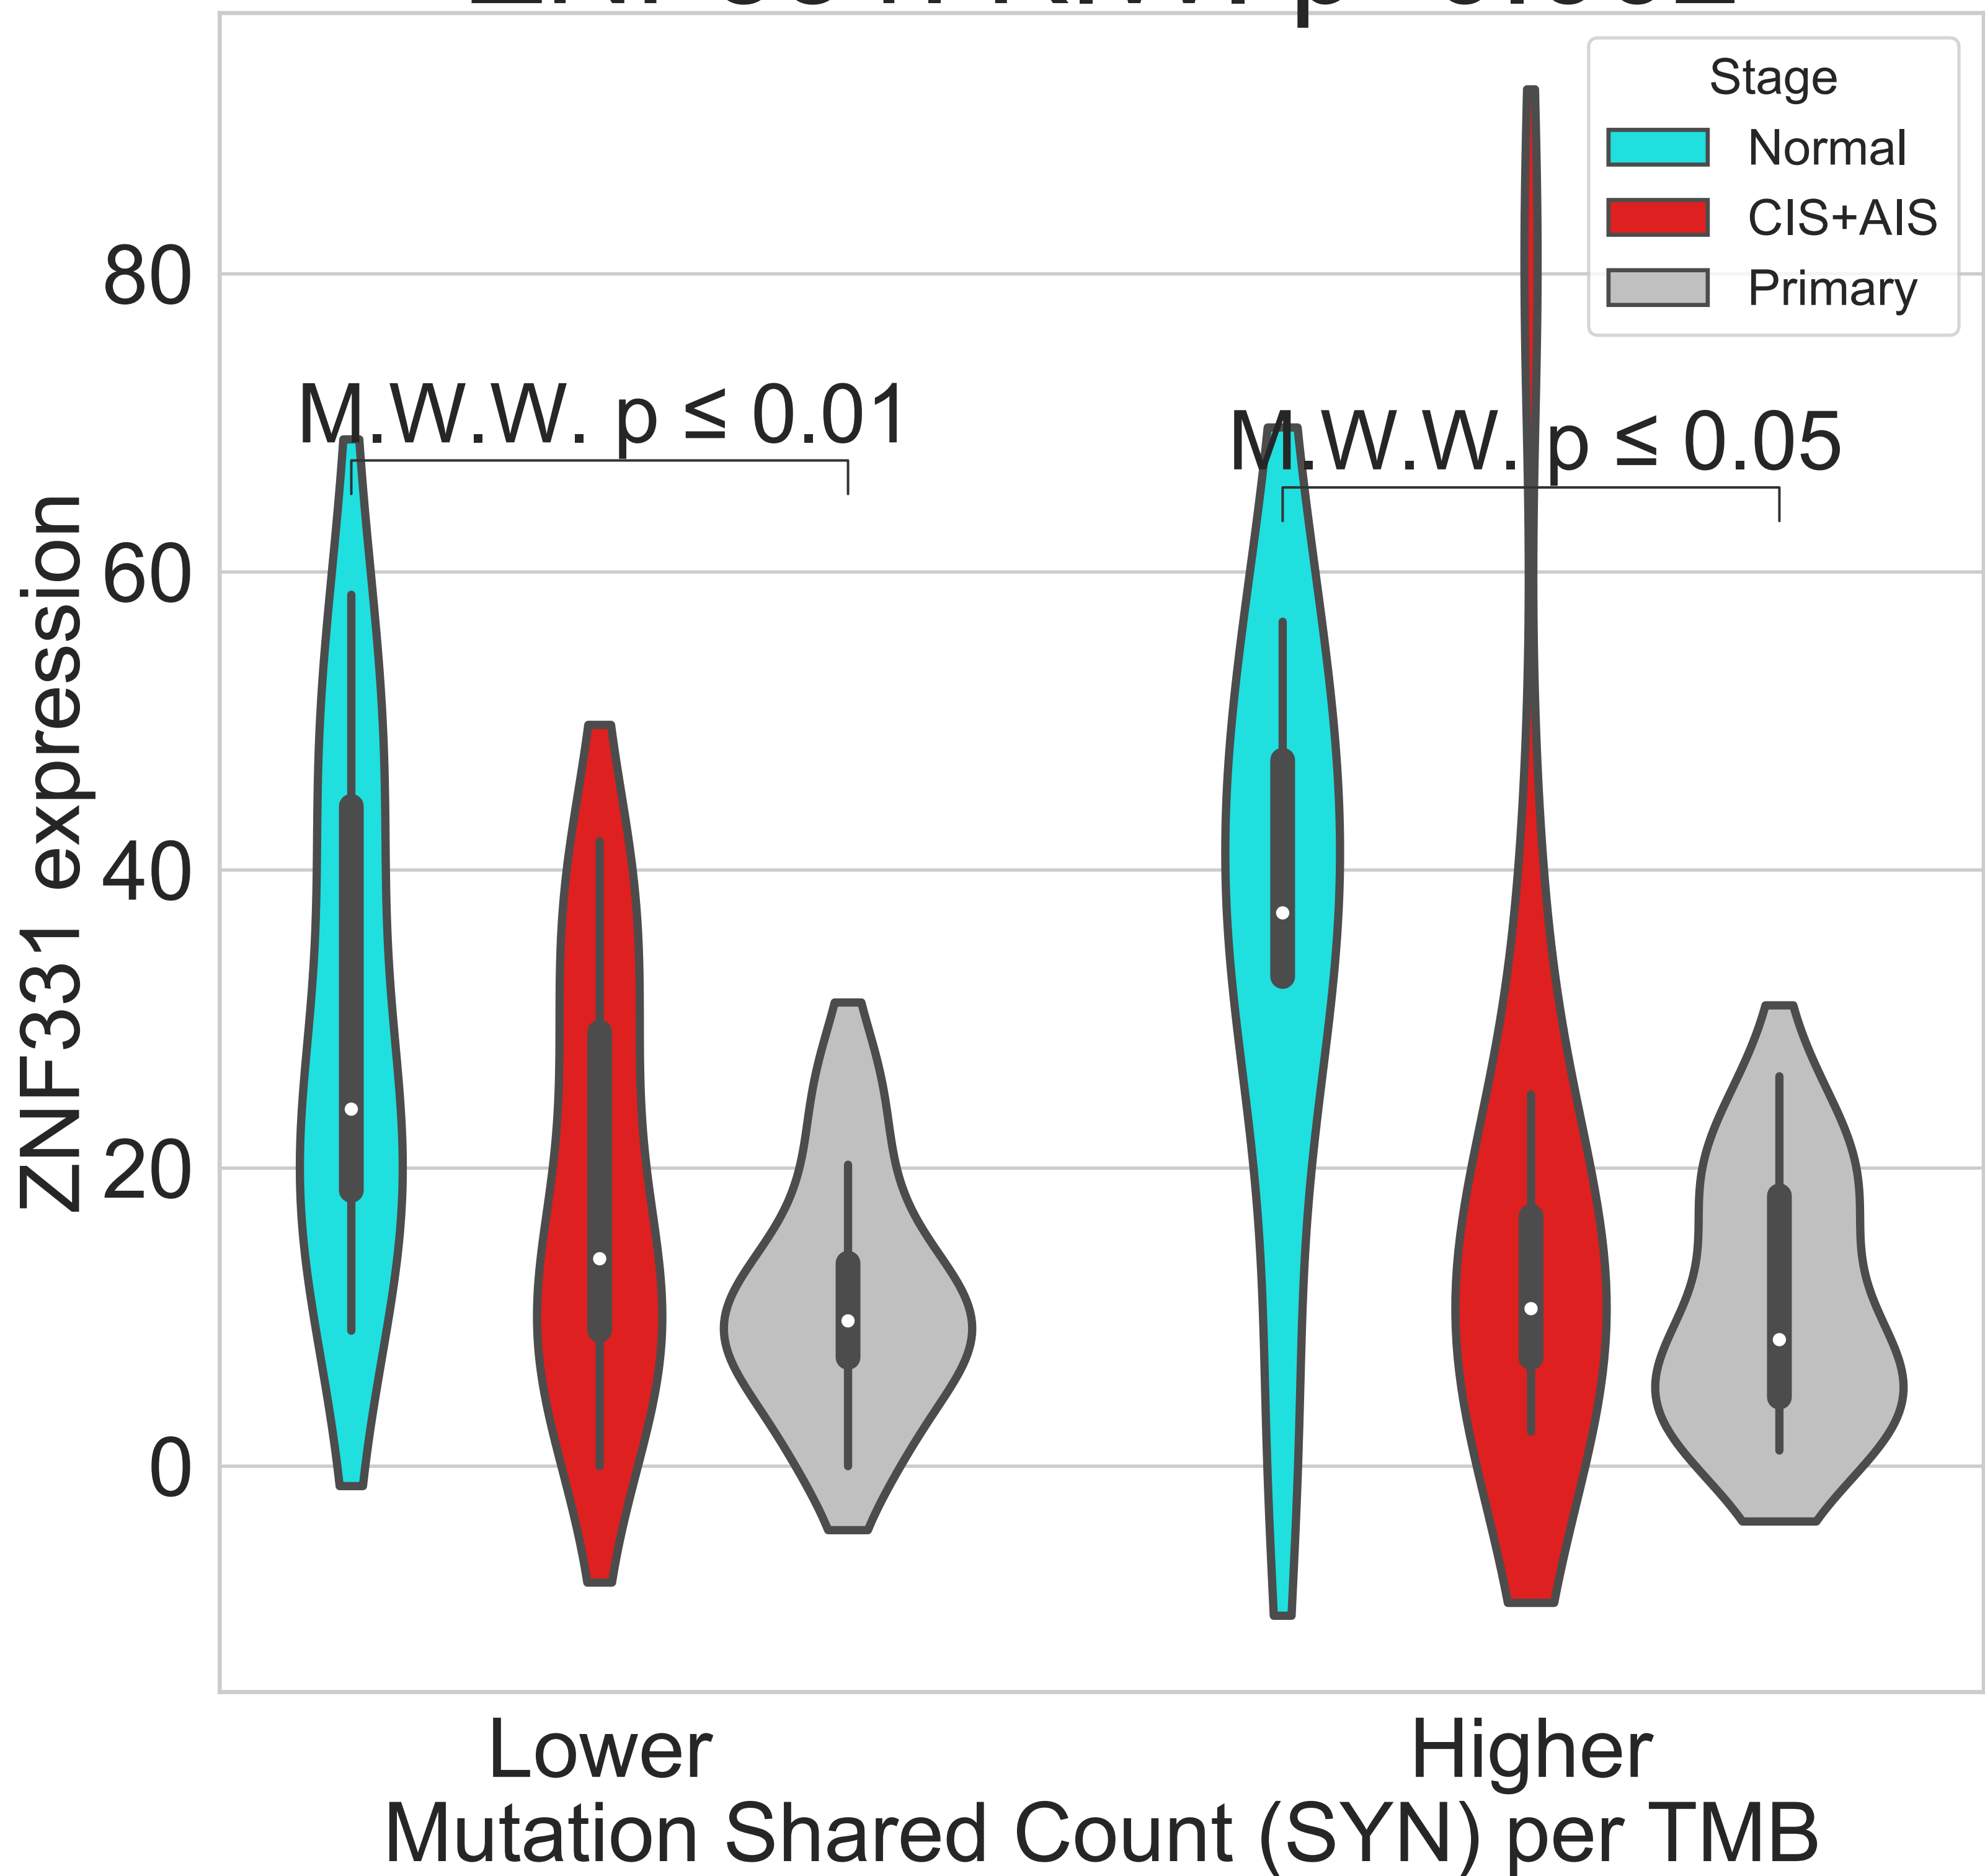 Stage
Normal
CIS+AIS
Primary
M.W.W. p ≤ 0.01
M.W.W. p ≤ 0.05
80
60
40
20
0
ZNF331 expression
Lower
Higher
Mutation Shared Count (SYN) per TMB